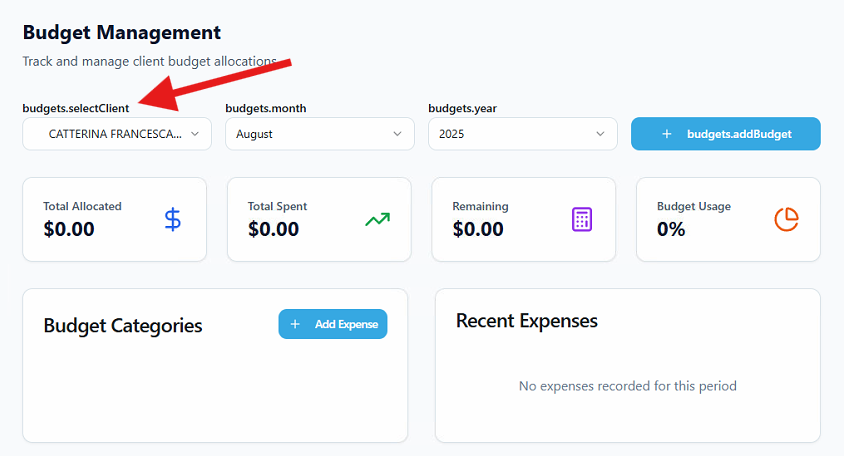 Budget Management
Track and manage client budget allocations
budgets.selectClient
budgets.month
budgets.year
CATTERINA FRANCESCA...
August
2025
+ budgets.addBudget
Total Allocated
$0.00
Total Spent
$0.00
Remaining
$0.00
Budget Usage
0%
Budget Categories
+ Add Expense
Recent Expenses
No expenses recorded for this period